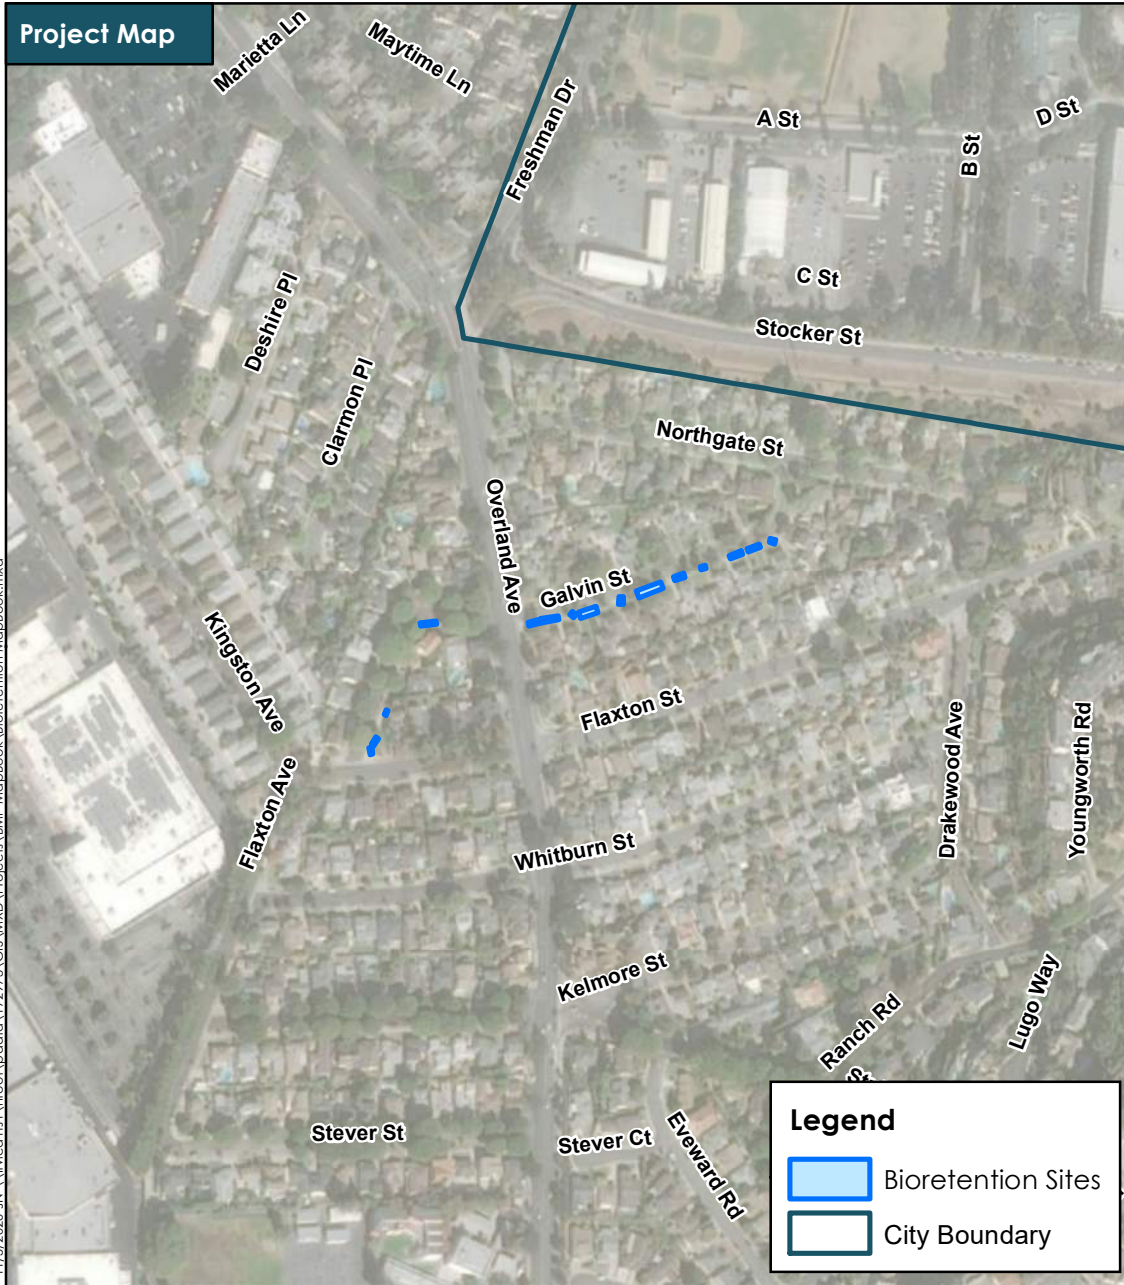 Project Map
Marietta Ln
Maytime Ln
Freshman Dr
A St
D St
B St
C St
Stocker St
Deshire Pl
Clarmon Pl
Northgate St
Overland Ave
Galvin St
Kingston Ave
Flaxton St
Drakewood Ave
Youngworth Rd
Flaxton Ave
Whitburn St
Kelmore St
Lugo Way
Ranch Rd
Stever St
Stever Ct
Eveward Rd
Legend
Bioretention Sites
City Boundary